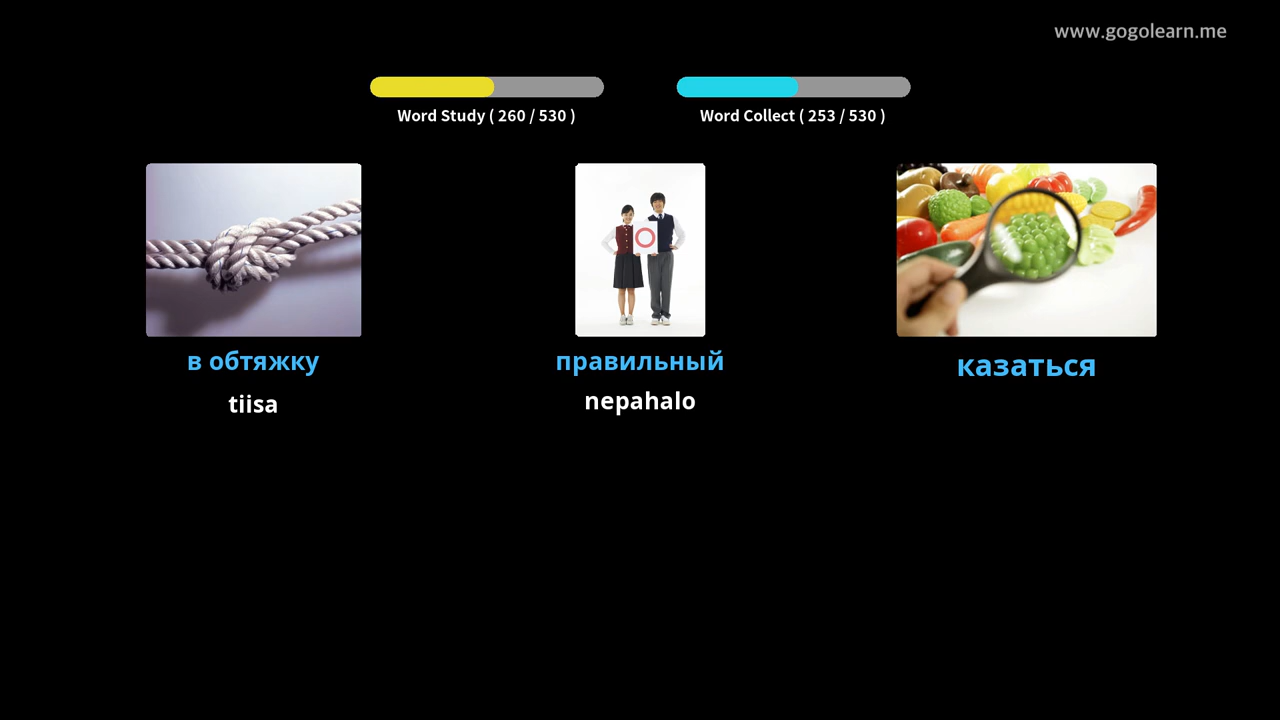 www.gogolearn.me
Word Study ( 260 / 530 )
Word Collect ( 253 / 530 )
в обтяжку
tiisa
правильный
nepahalo
казаться